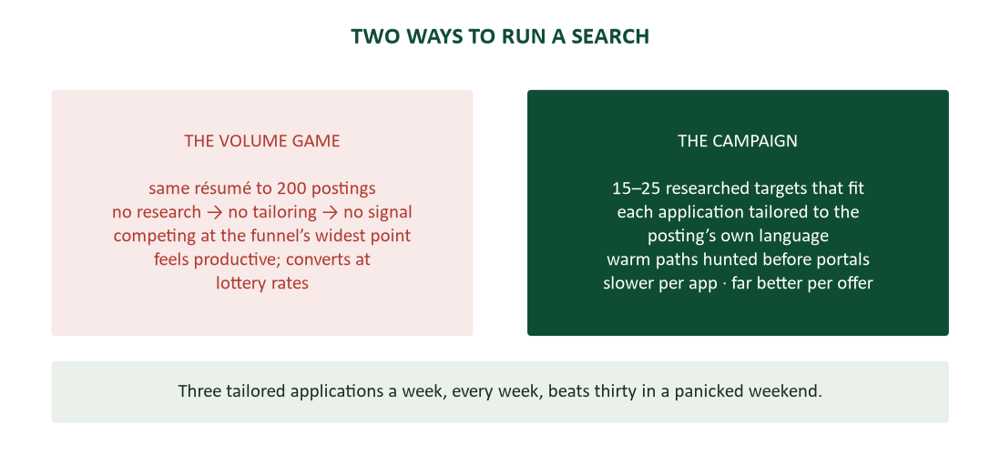 TWO WAYS TO RUN A SEARCH
THE VOLUME GAME
same résumé to 200 postings
no research → no tailoring → no signal
competing at the funnel’s widest point
feels productive; converts at
lottery rates
THE CAMPAIGN
15–25 researched targets that fit
each application tailored to the
posting’s own language
warm paths hunted before portals
slower per app · far better per offer
Three tailored applications a week, every week, beats thirty in a panicked weekend.